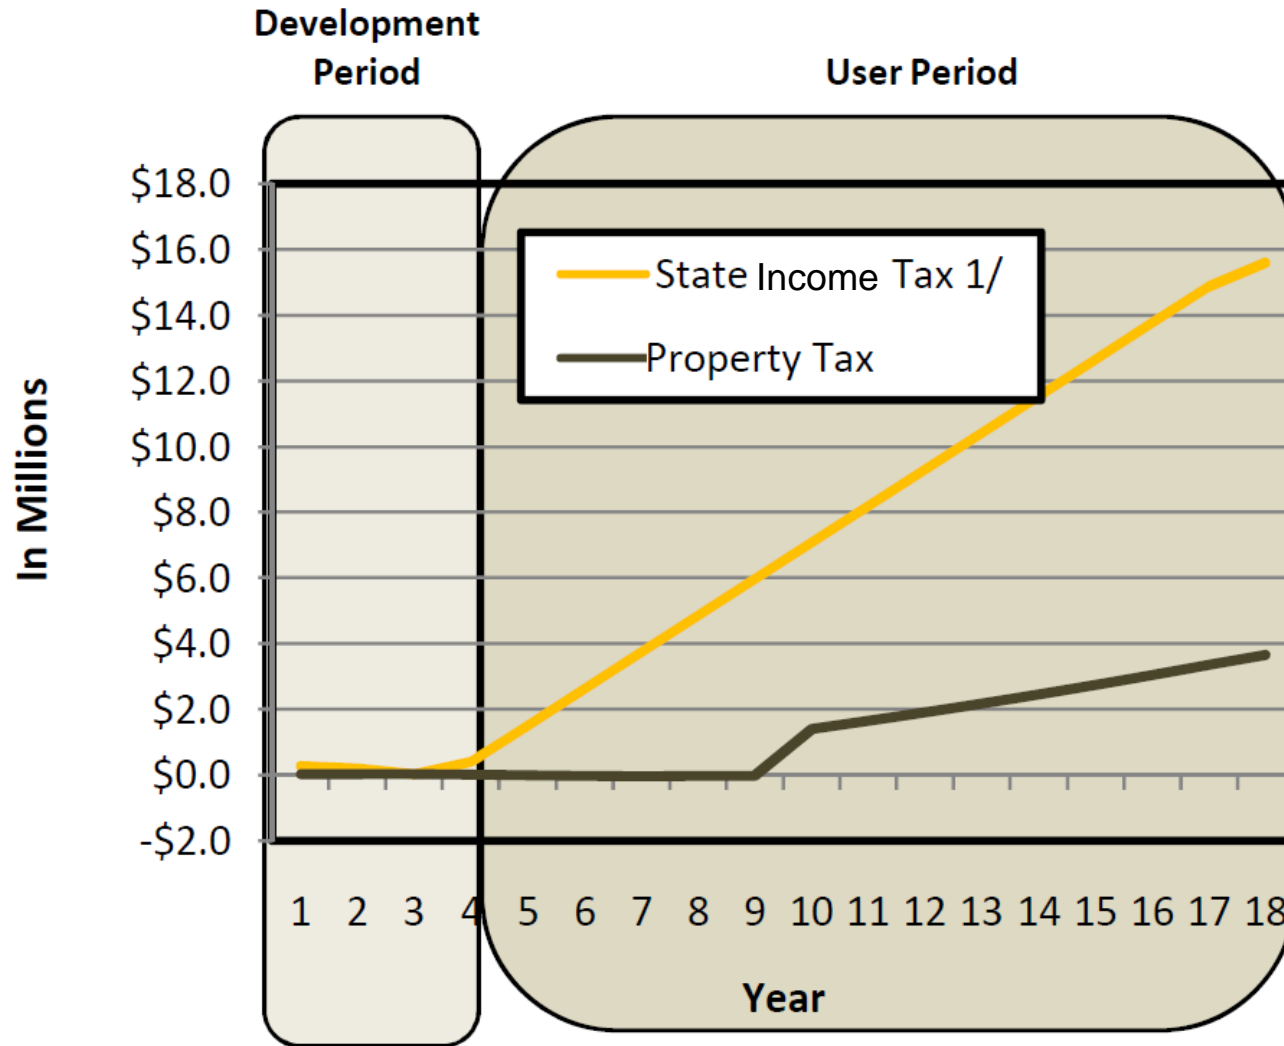 Development
Period
User Period
$18.0
$16.0
$14.0
$12.0
$10.0
$8.0
$6.0
$4.0
$2.0
$0.0
-$2.0
In Millions
State Income Tax 1/
Property Tax
1 2 3 4 5 6 7 8 9 10 11 12 13 14 15 16 17 18
Year